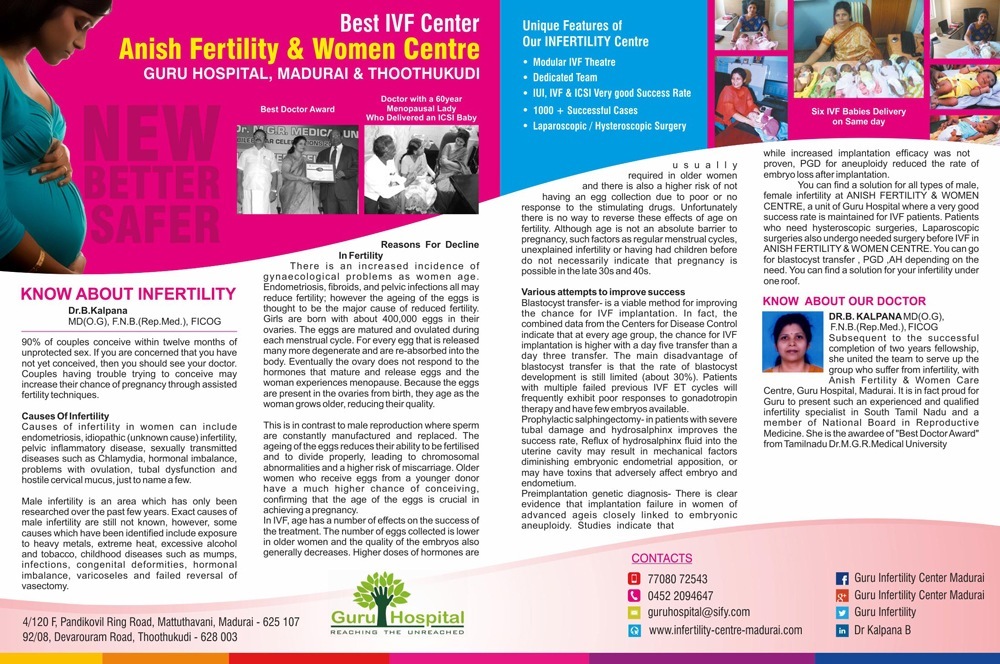 Best IVF Center
Anish Fertility & Women Centre
GURU HOSPITAL, MADURAI & THOOTHUKUDI
Best Doctor Award
Doctor with a 60year
Menopausal Lady
Who Delivered an ICSI Baby
Dr. M.G.R. MEDICAL UN
NEW
BETTER
SAFER
KNOW ABOUT INFERTILITY
Dr.B.Kalpana
MD(O.G), F.N.B.(Rep.Med.), FICOG
90% of couples conceive within twelve months of
unprotected sex. If you are concerned that you have
not yet conceived, then you should see your doctor.
Couples having trouble trying to conceive may
increase their chance of pregnancy through assisted
fertility techniques.
Causes Of Infertility
Causes of infertility in women can include
endometriosis, idiopathic (unknown cause) infertility,
pelvic inflammatory disease, sexually transmitted
diseases such as Chlamydia, hormonal imbalance,
problems with ovulation, tubal dysfunction and
hostile cervical mucus, just to name a few.
Male infertility is an area which has only been
researched over the past few years. Exact causes of
male infertility are still not known, however, some
causes which have been identified include exposure
to heavy metals, extreme heat, excessive alcohol
and tobacco, childhood diseases such as mumps,
infections, congenital deformities, hormonal
imbalance, varicoseles and failed reversal of
vasectomy.
Reasons For Decline
In Fertility
There is an increased incidence of
gynaecological problems as women age.
Endometriosis, fibroids, and pelvic infections all may
reduce fertility; however the ageing of the eggs is
thought to be the major cause of reduced fertility.
Girls are born with about 400,000 eggs in their
ovaries. The eggs are matured and ovulated during
each menstrual cycle. For every egg that is released
many more degenerate and are re-absorbed into the
body. Eventually the ovary does not respond to the
hormones that mature and release eggs and the
woman experiences menopause. Because the eggs
are present in the ovaries from birth, they age as the
woman grows older, reducing their quality.
This is in contrast to male reproduction where sperm
are constantly manufactured and replaced. The
ageing of the eggs reduces their ability to be fertilised
and to divide properly, leading to chromosomal
abnormalities and a higher risk of miscarriage. Older
women who receive eggs from a younger donor
have a much higher chance of conceiving,
confirming that the age of the eggs is crucial in
achieving a pregnancy.
In IVF, age has a number of effects on the success of
the treatment. The number of eggs collected is lower
in older women and the quality of the embryos also
generally decreases. Higher doses of hormones are
Unique Features of
Our INFERTILITY Centre
• Modular IVF Theatre
• Dedicated Team
• IUI, IVF & ICSI Very good Success Rate
• 1000 + Successful Cases
• Laparoscopic / Hysteroscopic Surgery
Six IVF Babies Delivery
on Same day
usually
required in older women
and there is also a higher risk of not
having an egg collection due to poor or no
response to the stimulating drugs. Unfortunately
there is no way to reverse these effects of age on
fertility. Although age is not an absolute barrier to
pregnancy, such factors as regular menstrual cycles,
unexplained infertility or having had children before
do not necessarily indicate that pregnancy is
possible in the late 30s and 40s.
Various attempts to improve success
Blastocyst transfer- is a viable method for improving
the chance for IVF implantation. In fact, the
combined data from the Centers for Disease Control
indicate that at every age group, the chance for IVF
implantation is higher with a day five transfer than a
day three transfer. The main disadvantage of
blastocyst transfer is that the rate of blastocyst
development is still limited (about 30%). Patients
with multiple failed previous IVF ET cycles will
frequently exhibit poor responses to gonadotropin
therapy and have few embryos available.
Prophylactic salphingectomy- in patients with severe
tubal damage and hydrosalphinx improves the
success rate, Reflux of hydrosalphinx fluid into the
uterine cavity may result in mechanical factors
diminishing embryonic endometrial apposition, or
may have toxins that adversely affect embryo and
endometium.
Preimplantation genetic diagnosis- There is clear
evidence that implantation failure in women of
advanced ageis closely linked to embryonic
aneuploidy. Studies indicate that
while increased implantation efficacy was not
proven, PGD for aneuploidy reduced the rate of
embryo loss after implantation.
You can find a solution for all types of male,
female infertility at ANISH FERTILITY & WOMEN
CENTRE, a unit of Guru Hospital where a very good
success rate is maintained for IVF patients. Patients
who need hysteroscopic surgeries, Laparoscopic
surgeries also undergo needed surgery before IVF in
ANISH FERTILITY & WOMEN CENTRE. You can go
for blastocyst transfer , PGD ,AH depending on the
need. You can find a solution for your infertility under
one roof.
KNOW ABOUT OUR DOCTOR
DR.B. KALPANA MD(O.G),
F.N.B.(Rep.Med.), FICOG
Subsequent to the successful
completion of two years fellowship,
she united the team to serve up the
group who suffer from infertility, with
Anish Fertility & Women Care
Centre, Guru Hospital, Madurai. It is in fact proud for
Guru to present such an experienced and qualified
infertility specialist in South Tamil Nadu and a
member of National Board in Reproductive
Medicine. She is the awardee of "Best Doctor Award"
from Tamilnadu Dr.M.G.R.Medical University
4/120 F, Pandikovil Ring Road, Mattuthavani, Madurai - 625 107
92/08, Devarouram Road, Thoothukudi - 628 003
Guru Hospital
REACHING THE UNREACHED
CONTACTS
77080 72543
0452 2094647
guruhospital@sify.com
www.infertility-centre-madurai.com
Guru Infertility Center Madurai
Guru Infertility Center Madurai
Guru Infertility
Dr Kalpana B